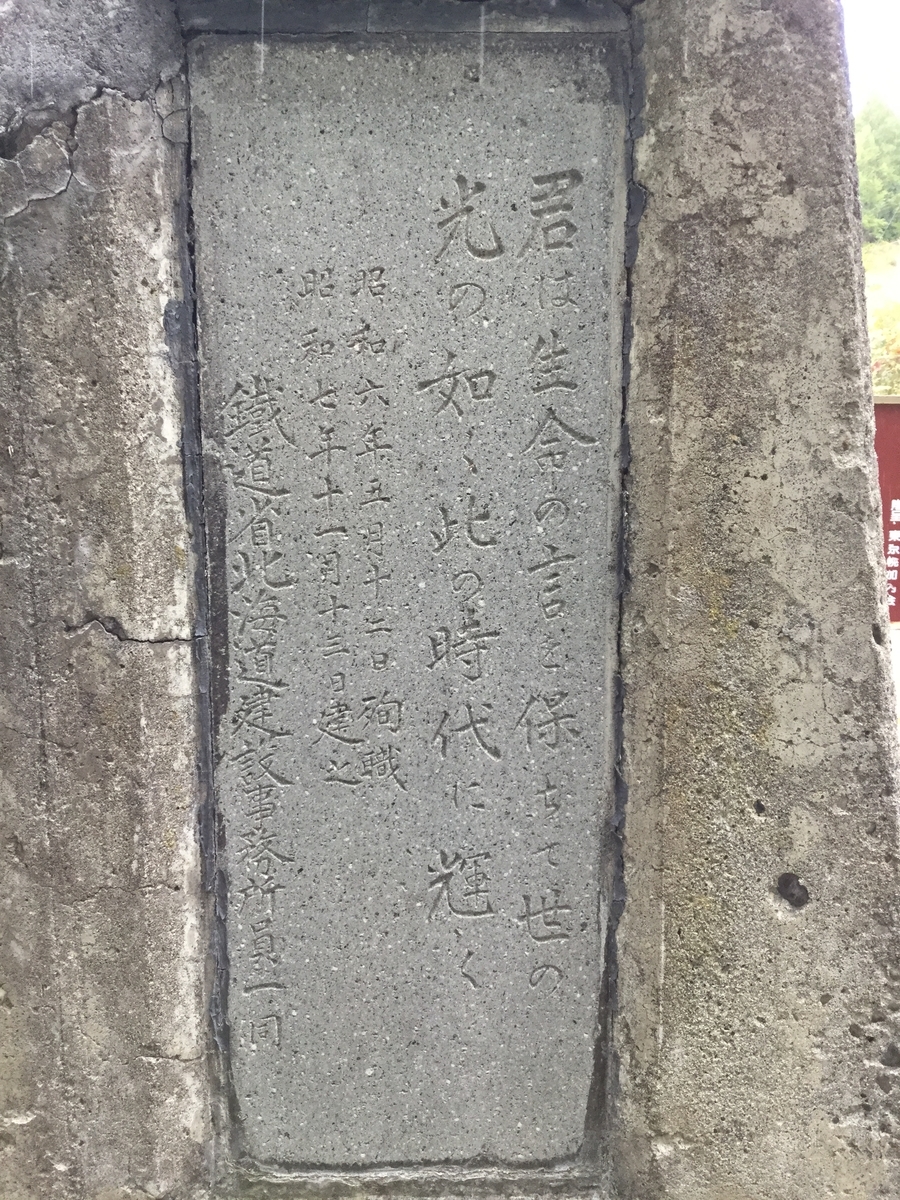 君は生命の言を保ちて世の
光の如く此の時代に輝く
昭和六年五月十二日殉職
昭和七年十一月十三日建之
鐵道省北海道建設事務所員一同